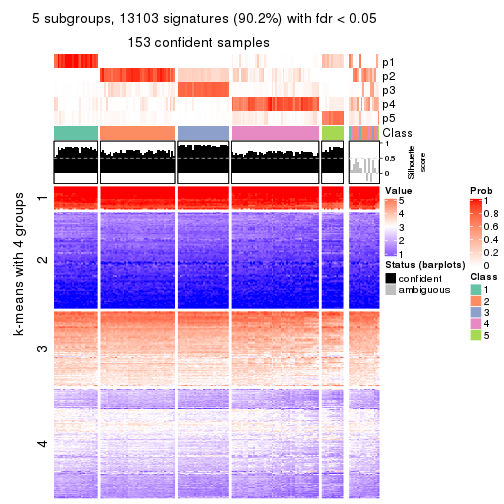 5 subgroups, 13103 signatures (90.2%) with fdr < 0.05
153 confident samples
p1
p2
p3
p4
p5
Class
1
0.5
0
Silhouette
score
k-means with 4 groups
1
2
3
4
Value
5
4
3
2
1
Status (barplots)
confident
ambiguous
Prob
1
0.8
0.6
0.4
0.2
0
Class
1
2
3
4
5